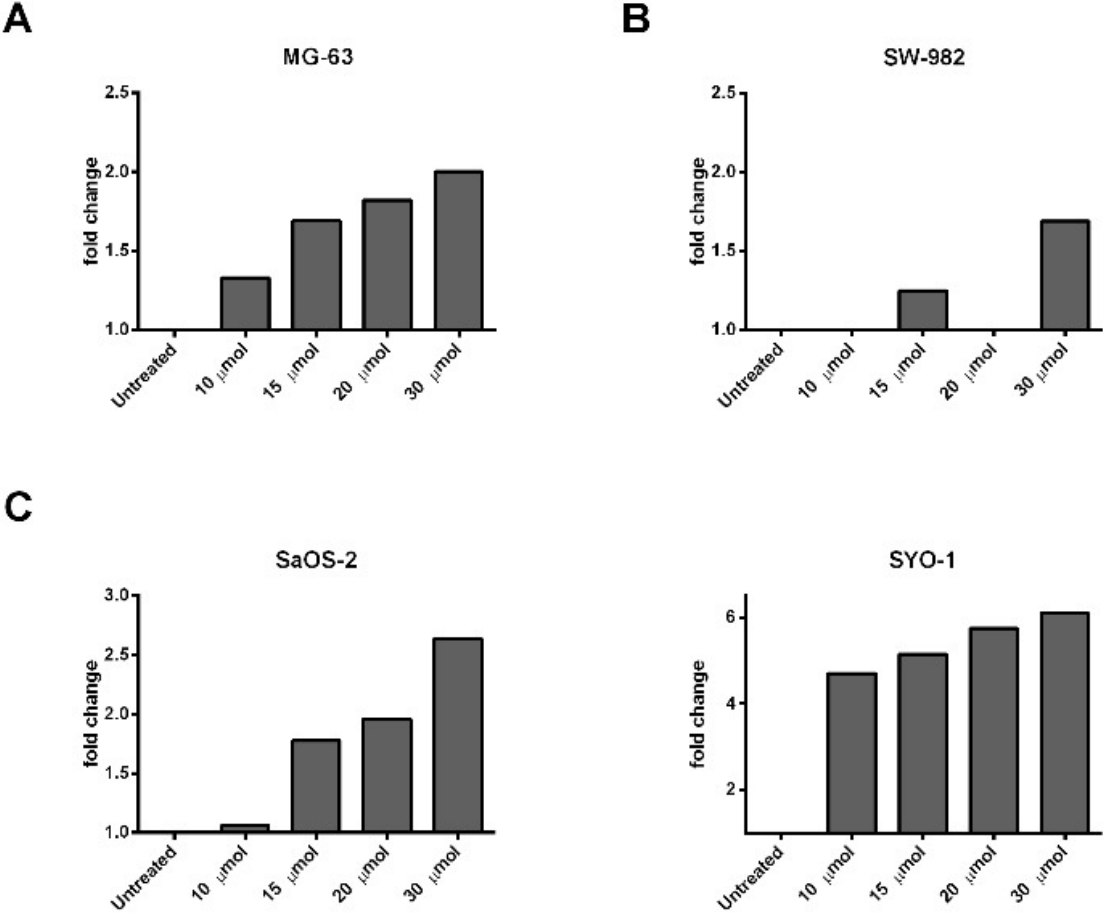 A
MG-63
fold change
2.5
2.0
1.5
1.0
Untreated
10 μmol
15 μmol
20 μmol
30 μmol
B
SW-982
fold change
2.5
2.0
1.5
1.0
Untreated
10 μmol
15 μmol
20 μmol
30 μmol
C
SaOS-2
fold change
3.0
2.5
2.0
1.5
1.0
Untreated
10 μmol
15 μmol
20 μmol
30 μmol
SYO-1
fold change
6
4
2
Untreated
10 μmol
15 μmol
20 μmol
30 μmol